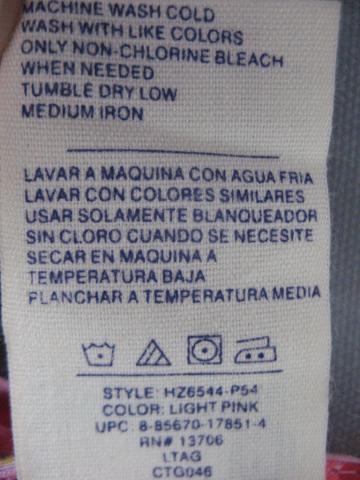 MACHINE WASH COLD
WASH WITH LIKE COLORS
ONLY NON-CHLORINE BLEACH
WHEN NEEDED
TUMBLE DRY LOW
MEDIUM IRON
LAVAR A MAQUINA CON AGUA FRIA
LAVAR CON COLORES SIMILARES
USAR SOLAMENTE BLANQUEADOR
SIN CLORO CUANDO SE NECESITE
SECAR EN MAQUINA A
TEMPERATURA BAJA
PLANCHAR A TEMPERATURA MEDIA
STYLE: HZ6544-P54
COLOR: LIGHT PINK
UPC: 8-85670-17851-4
RN# 13706
LTAG
CTG046